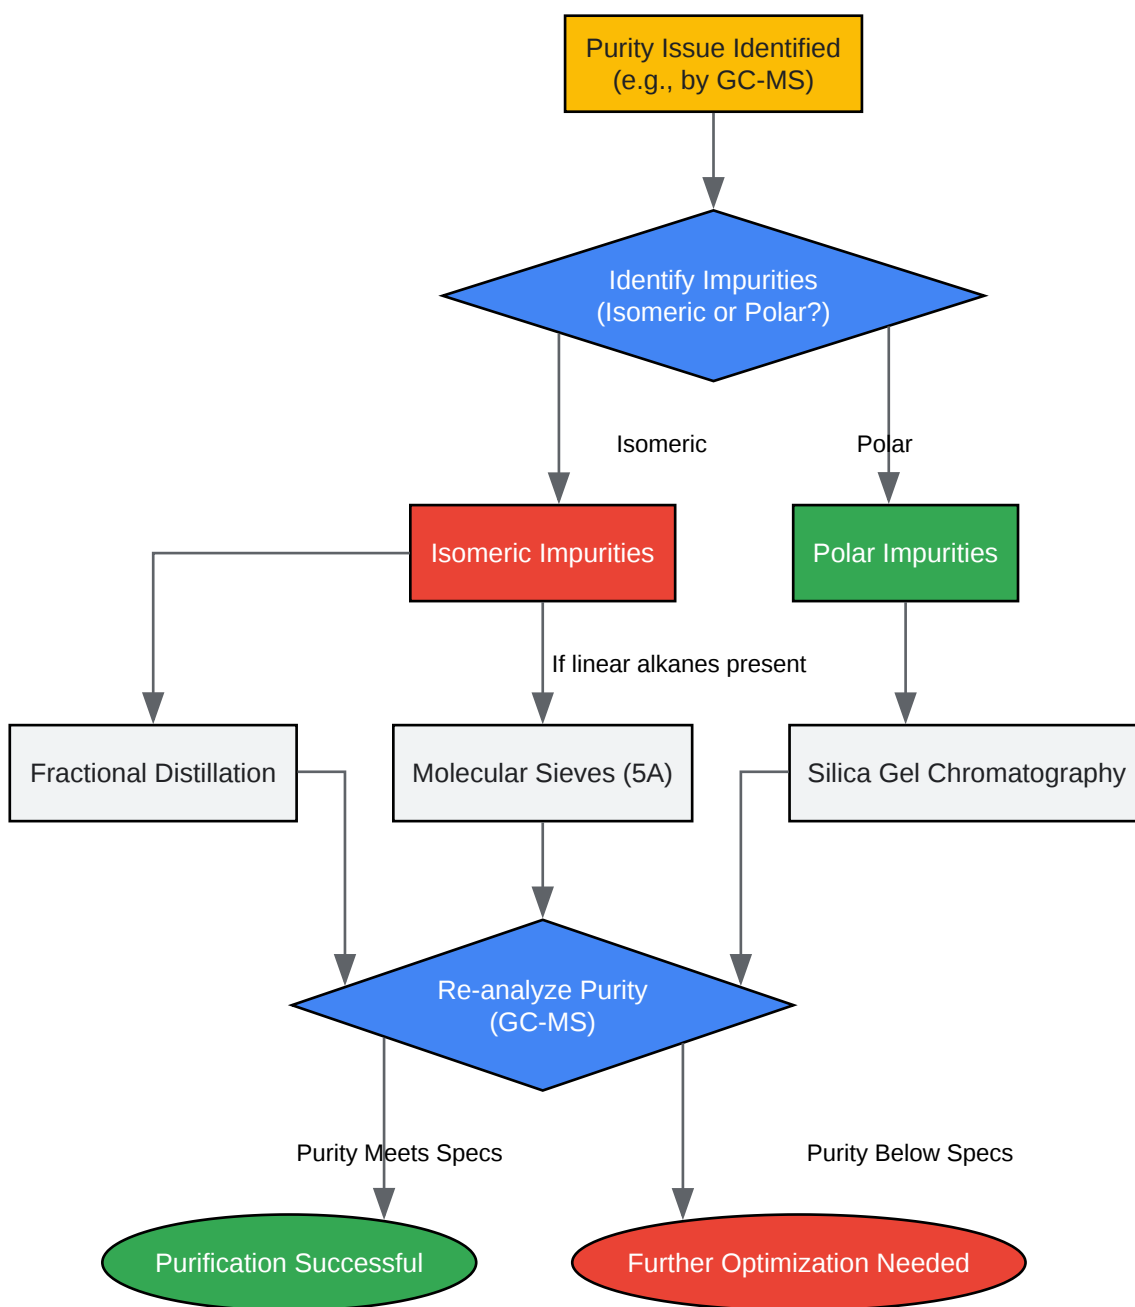 Purity Issue Identified
(e.g., by GC-MS)
Identify Impurities
(Isomeric or Polar?)
Isomeric
Polar
Isomeric Impurities
Polar Impurities
If linear alkanes present
Fractional Distillation
Molecular Sieves (5A)
Silica Gel Chromatography
Re-analyze Purity
(GC-MS)
Purity Meets Specs
Purity Below Specs
Purification Successful
Further Optimization Needed